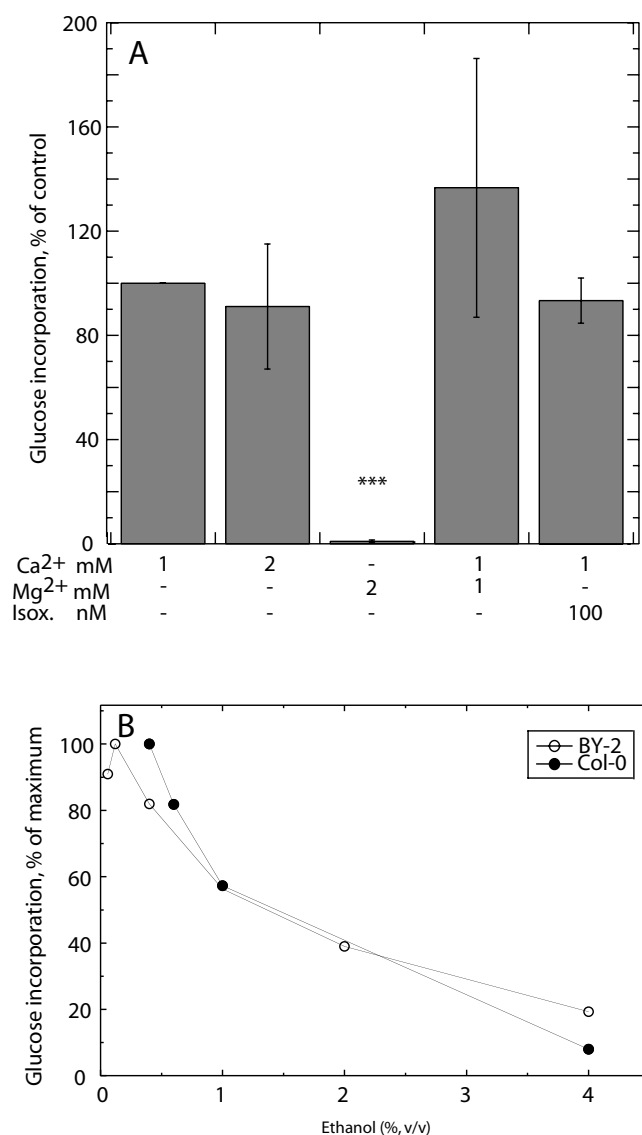 200
A
160
120
80
40
0
Glucose incorporation, % of control
***
Ca2+ mM 1 2 - 1 1
Mg2+ mM - - 2 1 -
Isox. nM - - - - 100
B
BY-2
Col-0
100
80
60
40
20
0
Glucose incorporation, % of maximum
0 1 2 3 4
Ethanol (%, v/v)